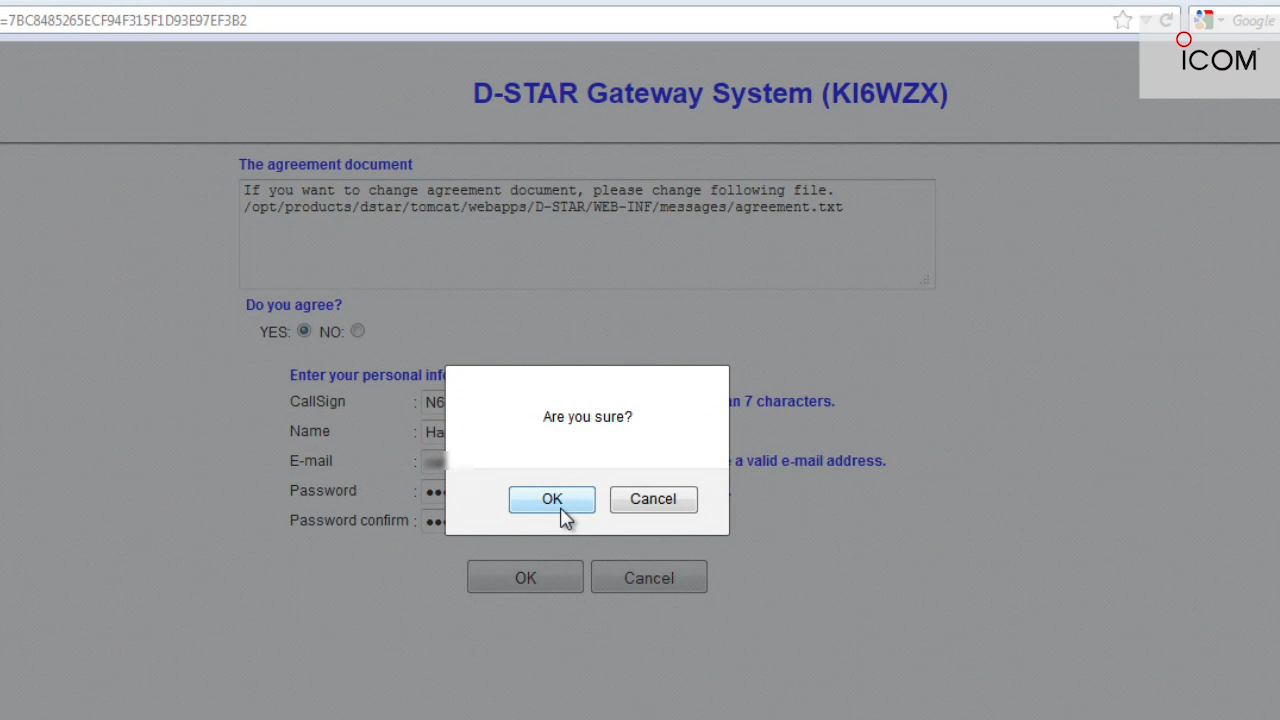 =7BC8485265ECF94F315F1D93E97EF3B2
Google
ICOM
D-STAR Gateway System (KI6WZX)
The agreement document
If you want to change agreement document, please change following file.
/opt/products/dstar/tomcat/webapps/D-STAR/WEB-INF/messages/agreement.txt
Do you agree?
YES: NO:
Enter your personal inf
CallSign : N6 an 7 characters.
Name : Ha
E-mail : a valid e-mail address.
Password : ●●
Password confirm : ●●
Are you sure?
OK Cancel
OK Cancel